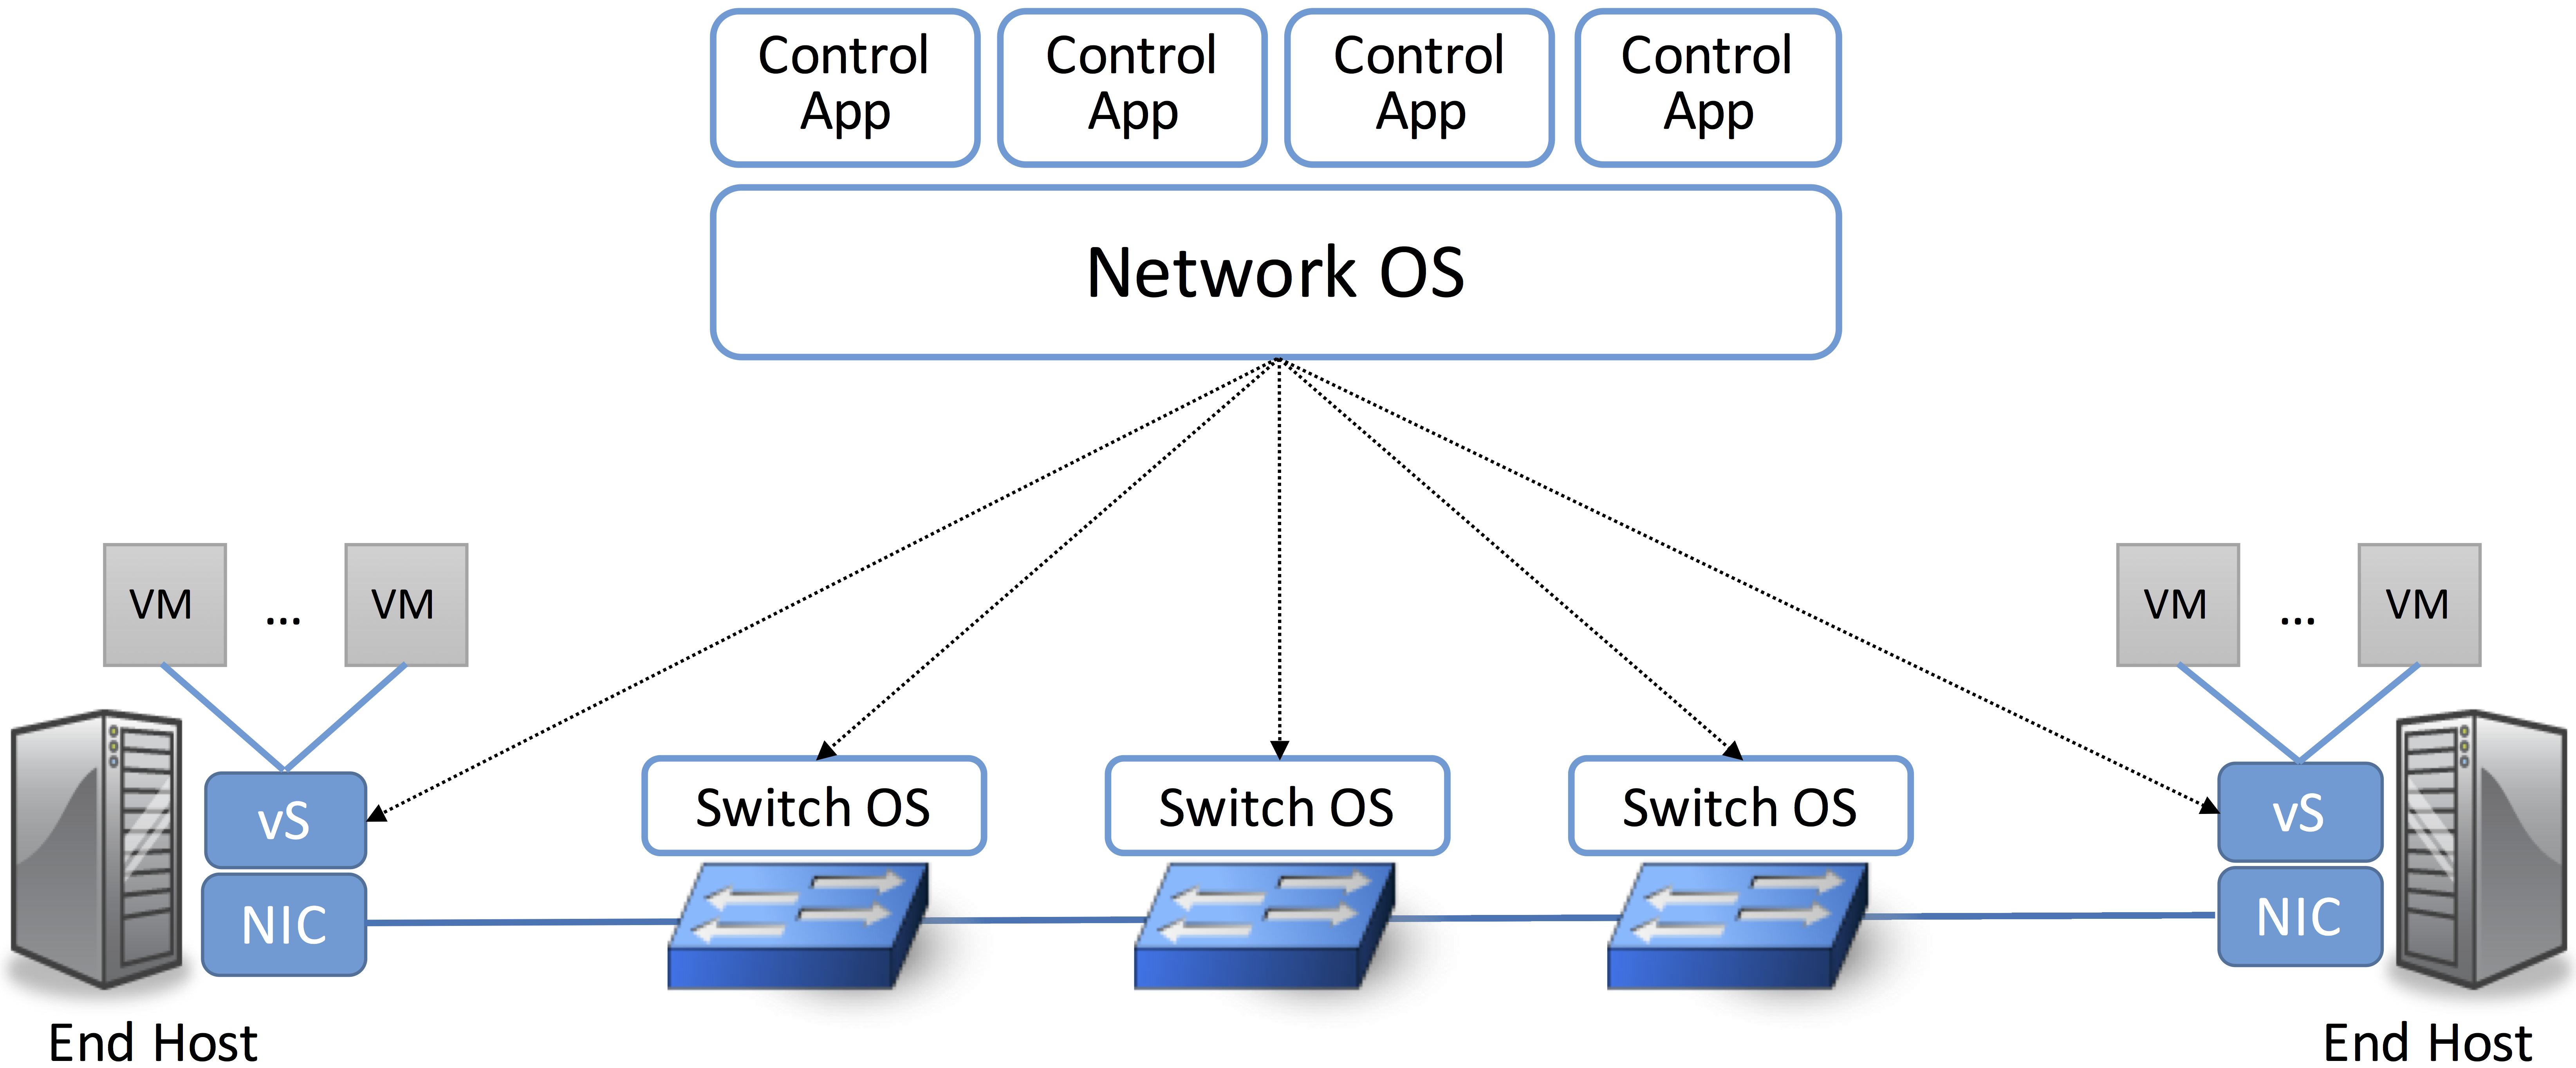 Control
App
Control
App
Control
App
Control
App
Network OS
VM
...
VM
VM
...
VM
vS
Switch OS
Switch OS
Switch OS
vS
NIC
NIC
End Host
End Host